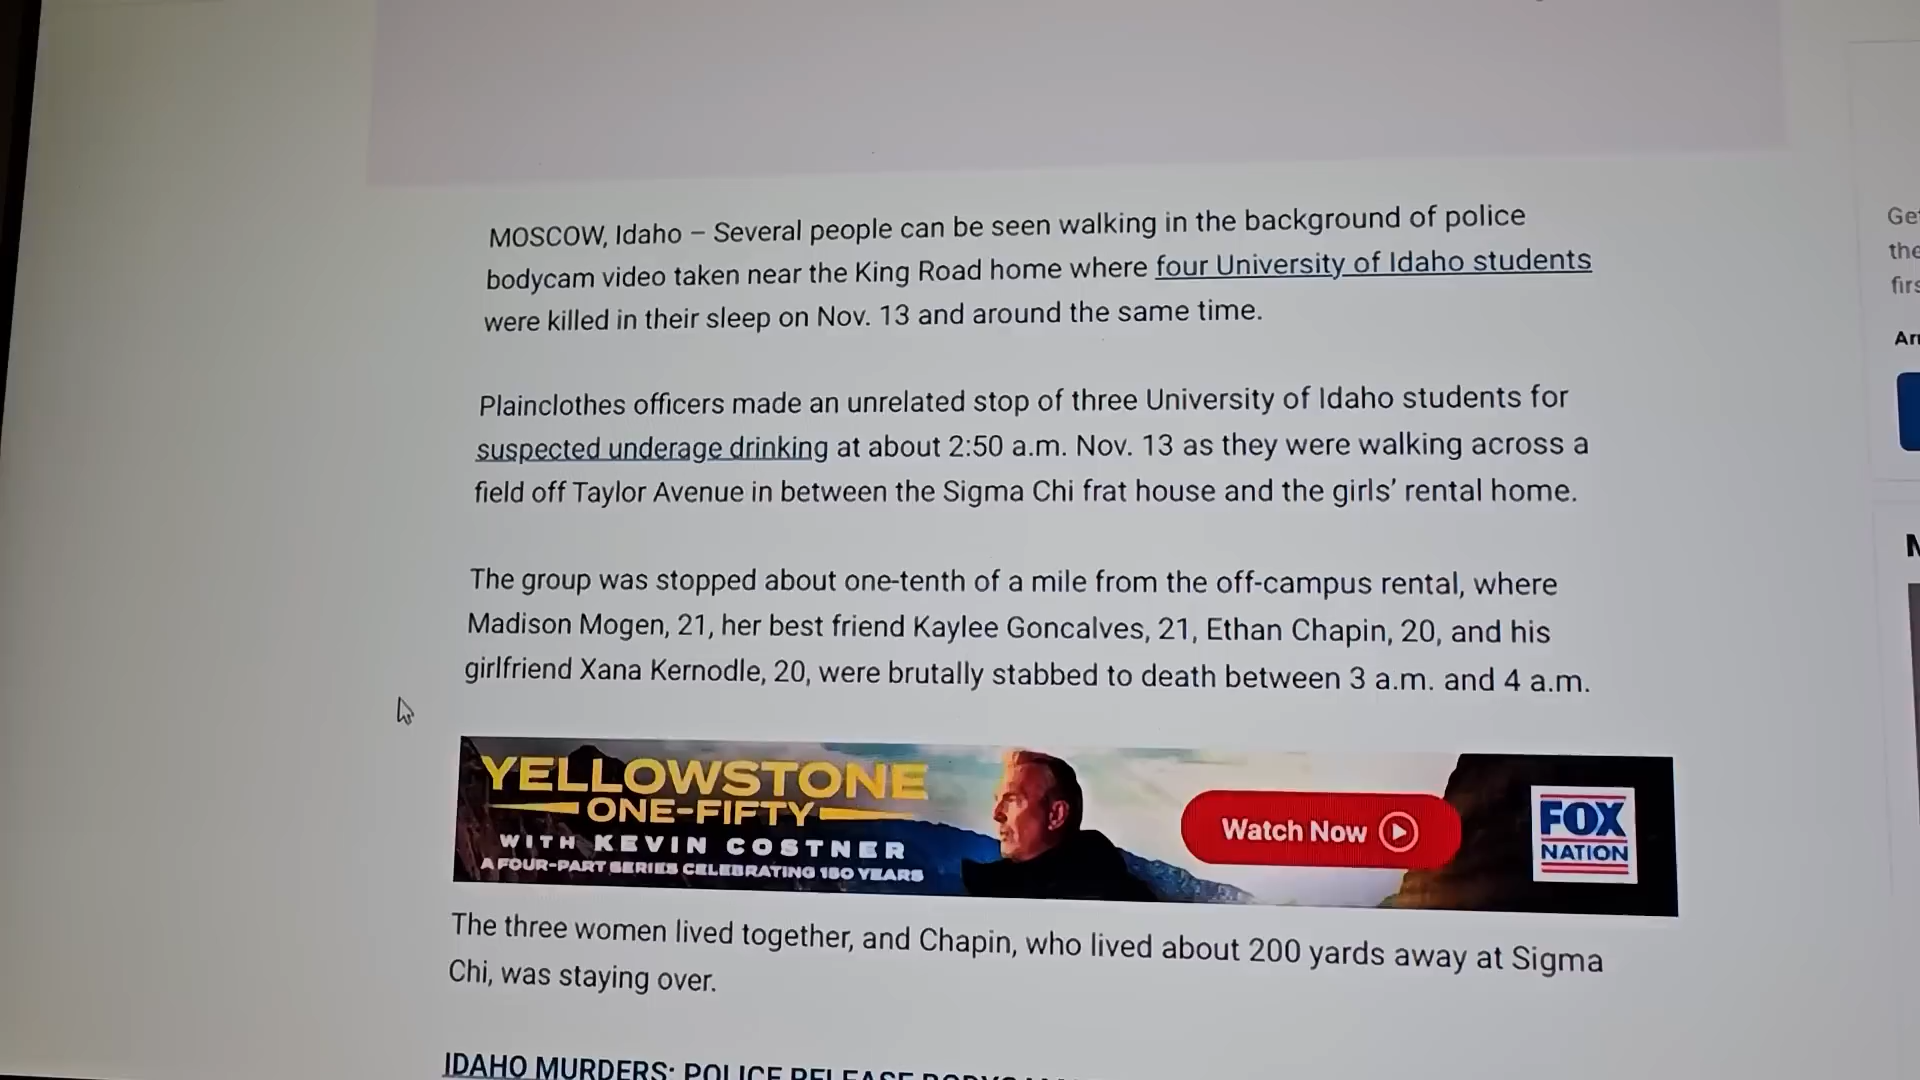 MOSCOW, Idaho – Several people can be seen walking in the background of police
bodycam video taken near the King Road home where four University of Idaho students
were killed in their sleep on Nov. 13 and around the same time.
Plainclothes officers made an unrelated stop of three University of Idaho students for
suspected underage drinking at about 2:50 a.m. Nov. 13 as they were walking across a
field off Taylor Avenue in between the Sigma Chi frat house and the girls' rental home.
The group was stopped about one-tenth of a mile from the off-campus rental, where
Madison Mogen, 21, her best friend Kaylee Goncalves, 21, Ethan Chapin, 20, and his
girlfriend Xana Kernodle, 20, were brutally stabbed to death between 3 a.m. and 4 a.m.
YELLOWSTONE
ONE-FIFTY
WITH KEVIN COSTNER
A FOUR-PART SERIES CELEBRATING 150 YEARS
Watch Now
FOX
NATION
The three women lived together, and Chapin, who lived about 200 yards away at Sigma
Chi, was staying over.
IDAHO MURDERS: POLICE RELEASE
the